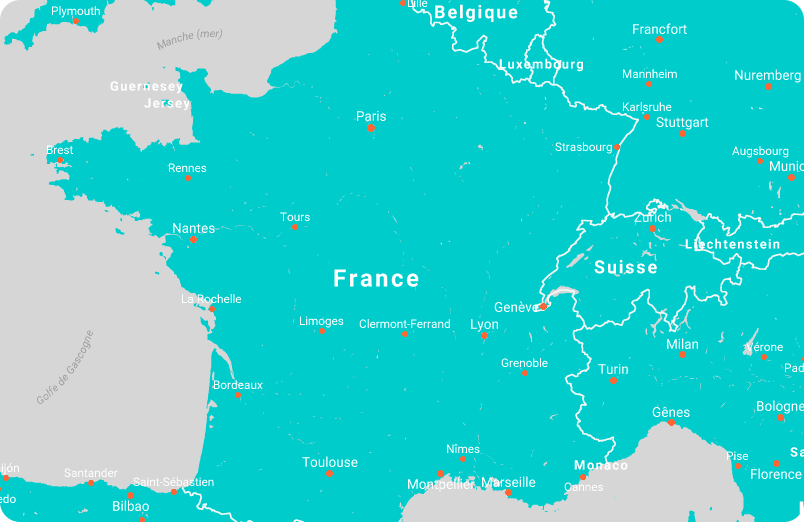 Lille
Plymouth
Belgique
Francfort
Manche (mer)
Luxembourg
Mannheim
Nuremberg
Guernesey
Jersey
Karlsruhe
Paris
Stuttgart
Strasbourg
Brest
Augsbourg
Rennes
Munic
Tours
Zurich
Nantes
Liechtenstein
Suisse
France
La Rochelle
Genève
Limoges
Clermont-Ferrand
Lyon
Milan
Vérone
Golfe de Gascogne
Grenoble
Turin
Pad
Bordeaux
Bologne
Gênes
Nîmes
Sa
Pise
Toulouse
Monaco
ijón
Santander
Florence
Saint-Sébastien
Montpellier
Marseille
Cannes
edo
Bilbao